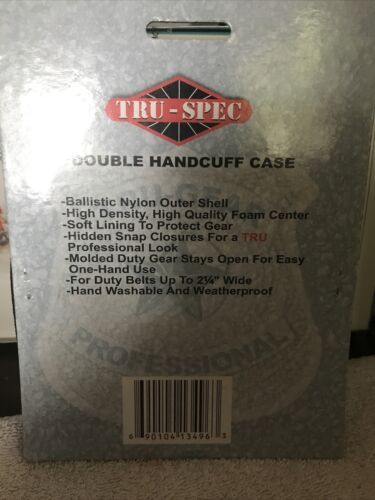 TRU-SPEC
DOUBLE HANDCUFF CASE
-Ballistic Nylon Outer Shell
-High Density, High Quality Foam Center
-Soft Lining To Protect Gear
-Hidden Snap Closures For a TRU
Professional Look
-Molded Duty Gear Stays Open For Easy
One-Hand Use
-For Duty Belts Up To 2¼" Wide
-Hand Washable And Weatherproof
PROFESSIONAL
6 90104 13496 3